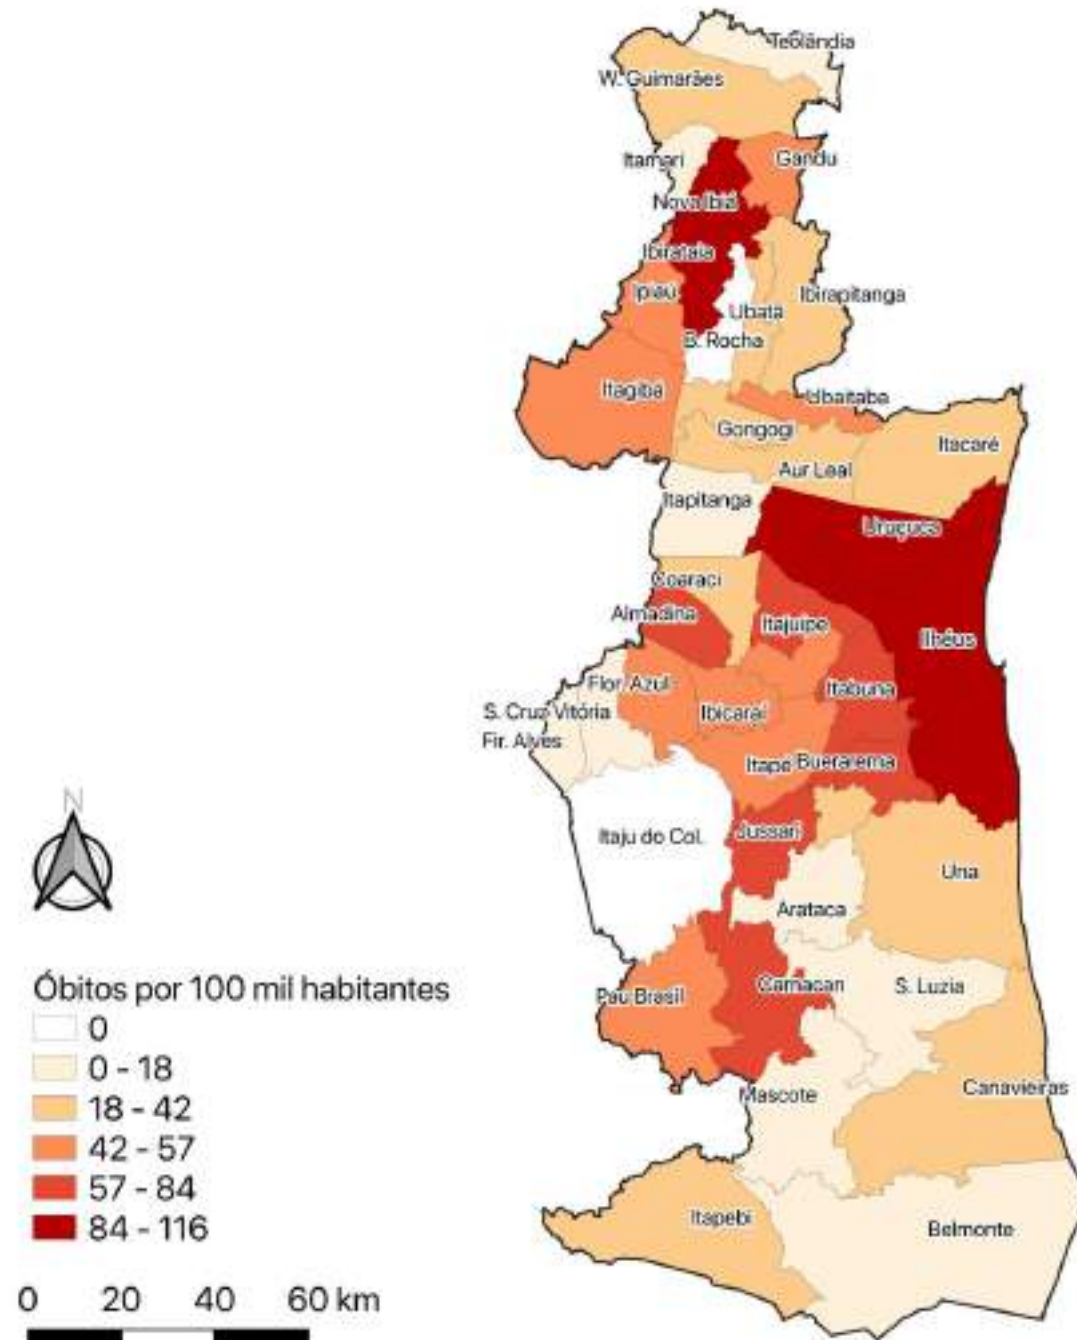 Teolândia
W. Guimarães
Itamari
Gandu
Nova Ibiá
Ibirataia
Ipiaú
Ibirapitanga
Ubatã
B. Rocha
Itagibá
Ubaitaba
Gongogi
Itacaré
Aur Leal
Itapitanga
Uruçuca
Coaraci
Almadina
Itajuípe
Ilhéus
Flor. Azul
Itabuna
S. Cruz Vitória
Ibicaraí
Fir. Alves
Itapé
Buerarema
Itaju do Col.
Jussari
N
Una
Arataca
Óbitos por 100 mil habitantes
Pau Brasil
Camacan
S. Luzia
0
0 - 18
Mascote
Canavieiras
18 - 42
42 - 57
57 - 84
84 - 116
Itapebi
Belmonte
0 20 40 60 km